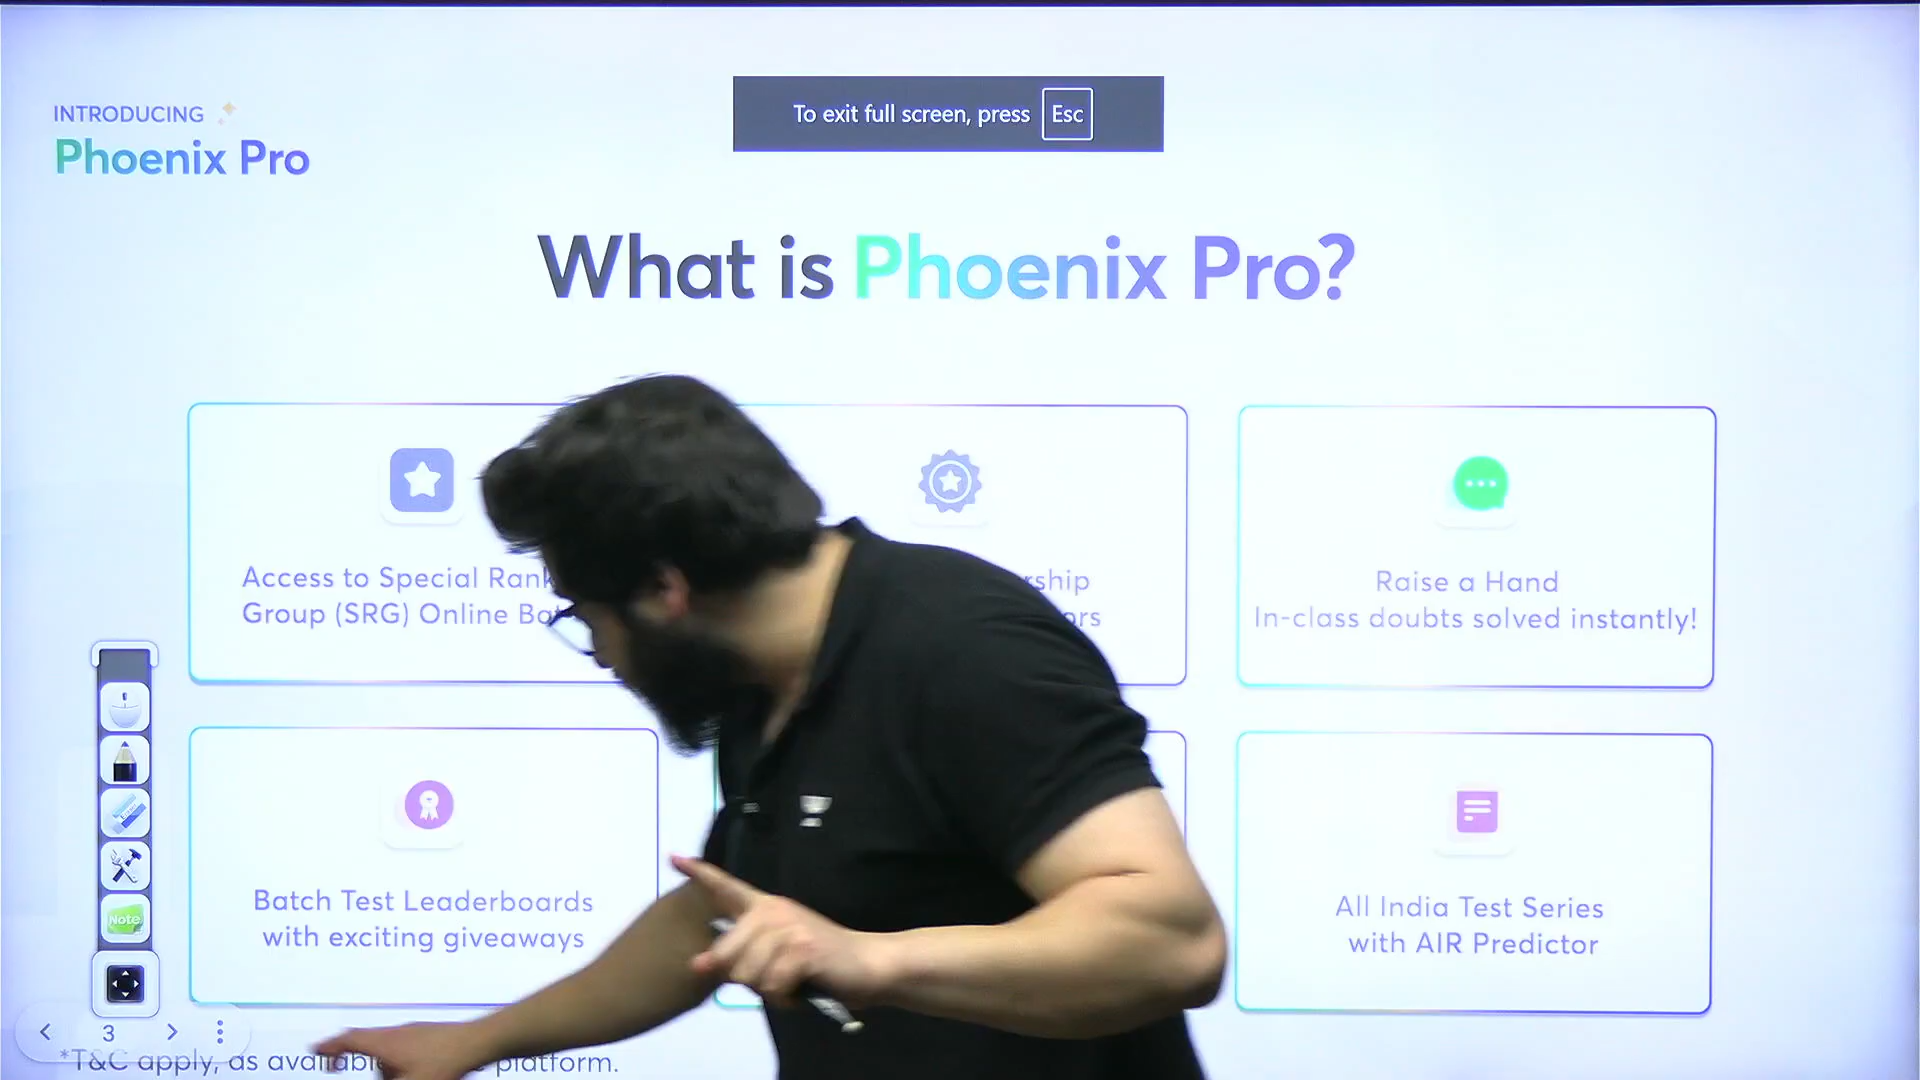 INTRODUCING
Phoenix Pro
To exit full screen, press Esc
What is Phoenix Pro?
Access to Special Rank
Group (SRG) Online
Raise a Hand
In-class doubts solved instantly!
Batch Test Leaderboards
with exciting giveaways
All India Test Series
with AIR Predictor
Note
3
*T&C apply, as platform.